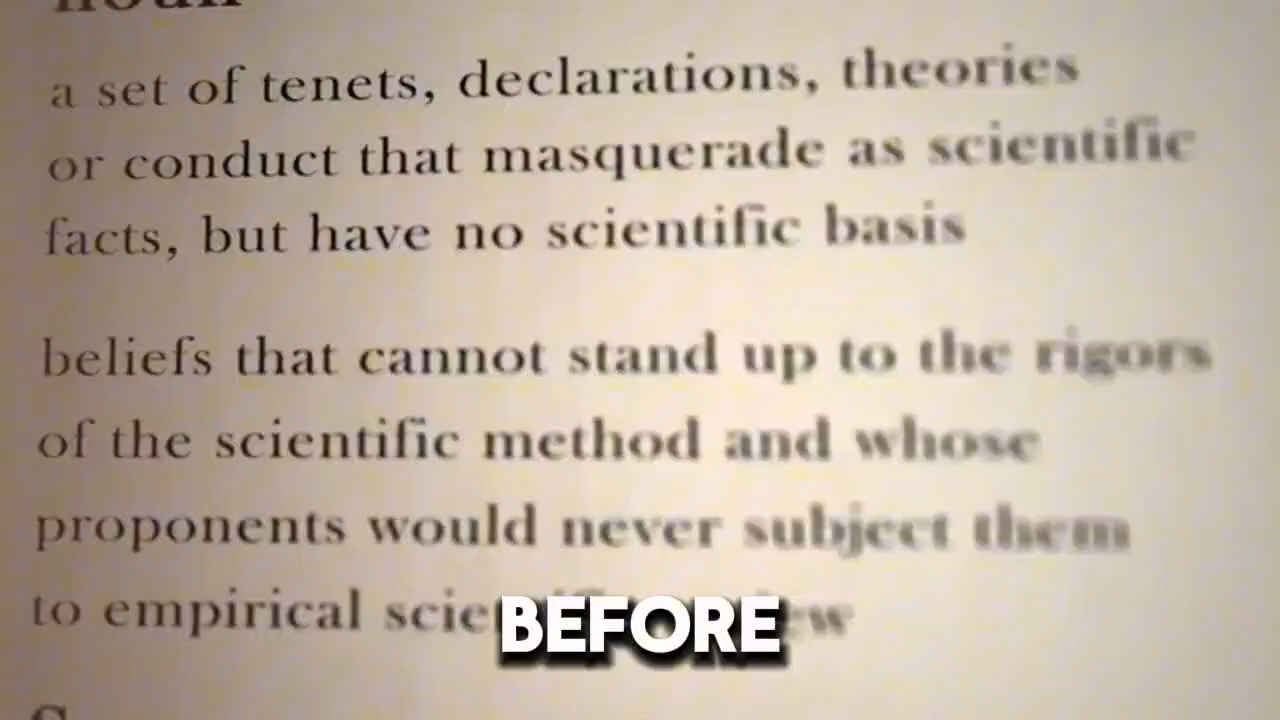 noun
a set of tenets, declarations, theories
or conduct that masquerade as scientific
facts, but have no scientific basis
beliefs that cannot stand up to the rigors
of the scientific method and whose
proponents would never subject them
to empirical
BEFORE